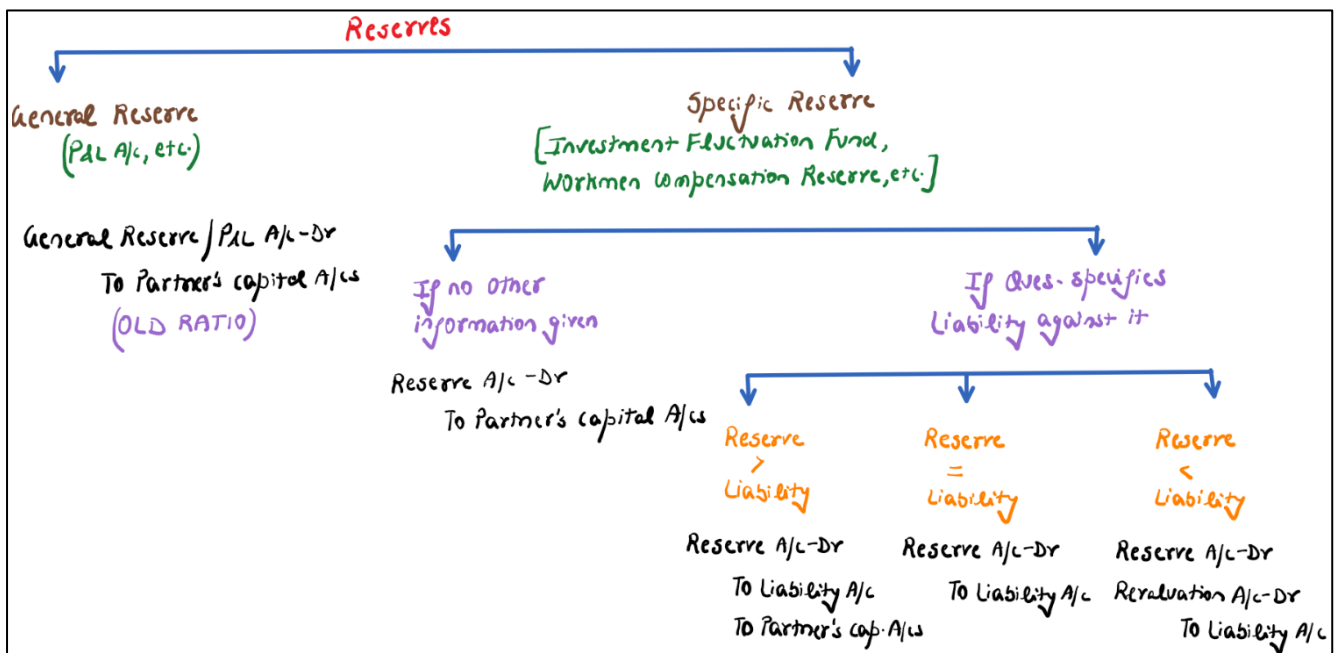 Reserves
General Reserve
(P&L A/c, etc.)
General Reserve/P&L A/c-Dr
To Partner's capital A/cs
(OLD RATIO)
Specific Reserve
[Investment Fluctuation Fund,
Workmen Compensation Reserve, etc.]
If no other
information given
Reserve A/c-Dr
To Partner's capital A/cs
If Ques. specifies
Liability against it
Reserve
>
Liability
Reserve A/c-Dr
To Liability A/c
To Partner's cap. A/cs
Reserve
=
Liability
Reserve A/c-Dr
To Liability A/c
Reserve
<
Liability
Reserve A/c-Dr
Revaluation A/c-Dr
To Liability A/c